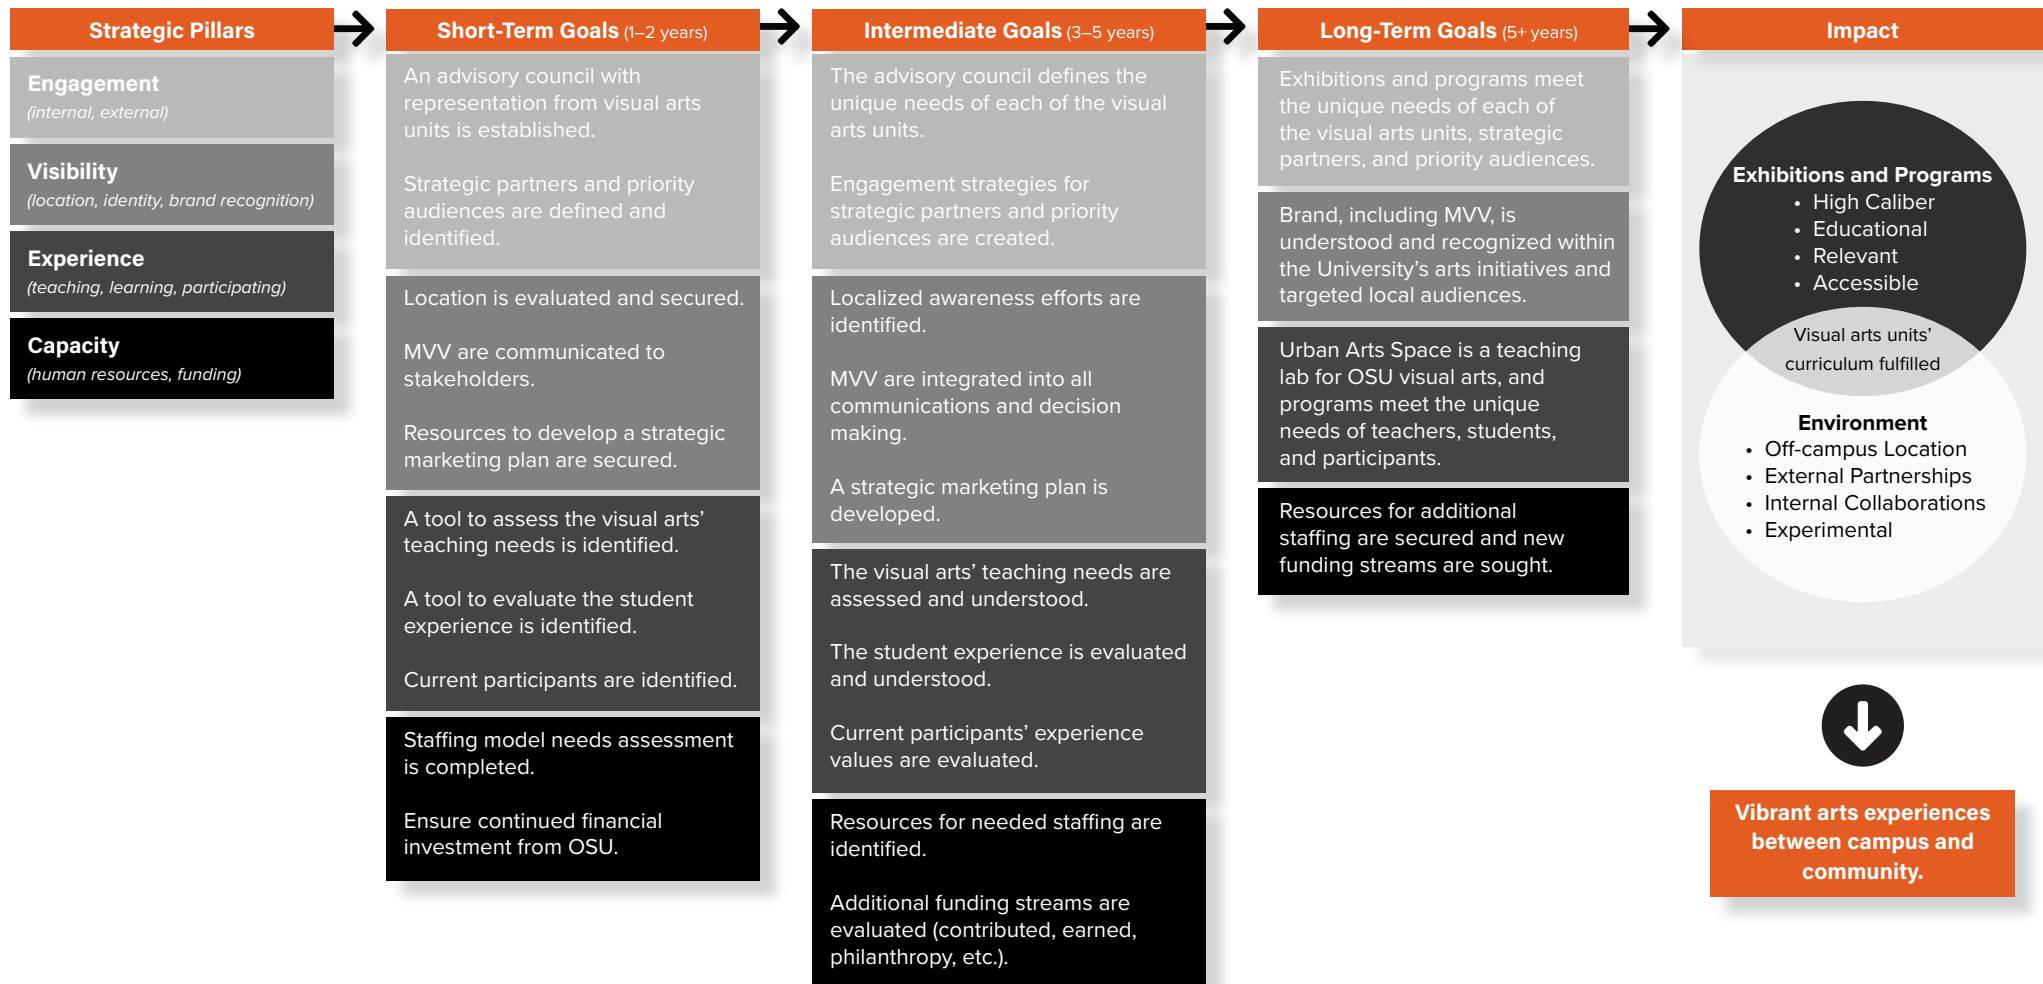 Strategic Pillars
Engagement
(internal, external)
Visibility
(location, identity, brand recognition)
Experience
(teaching, learning, participating)
Capacity
(human resources, funding)
Short-Term Goals (1–2 years)
An advisory council with
representation from visual arts
units is established.
Strategic partners and priority
audiences are defined and
identified.
Location is evaluated and secured.
MVV are communicated to
stakeholders.
Resources to develop a strategic
marketing plan are secured.
A tool to assess the visual arts’
teaching needs is identified.
A tool to evaluate the student
experience is identified.
Current participants are identified.
Staffing model needs assessment
is completed.
Ensure continued financial
investment from OSU.
Intermediate Goals (3–5 years)
The advisory council defines the
unique needs of each of the visual
arts units.
Engagement strategies for
strategic partners and priority
audiences are created.
Localized awareness efforts are
identified.
MVV are integrated into all
communications and decision
making.
A strategic marketing plan is
developed.
The visual arts’ teaching needs are
assessed and understood.
The student experience is evaluated
and understood.
Current participants’ experience
values are evaluated.
Resources for needed staffing are
identified.
Additional funding streams are
evaluated (contributed, earned,
philanthropy, etc.).
Long-Term Goals (5+ years)
Exhibitions and programs meet
the unique needs of each of
the visual arts units, strategic
partners, and priority audiences.
Brand, including MVV, is
understood and recognized within
the University’s arts initiatives and
targeted local audiences.
Urban Arts Space is a teaching
lab for OSU visual arts, and
programs meet the unique
needs of teachers, students,
and participants.
Resources for additional
staffing are secured and new
funding streams are sought.
Impact
Exhibitions and Programs
• High Caliber
• Educational
• Relevant
• Accessible
Visual arts units’
curriculum fulfilled
Environment
• Off-campus Location
• External Partnerships
• Internal Collaborations
• Experimental
Vibrant arts experiences
between campus and
community.